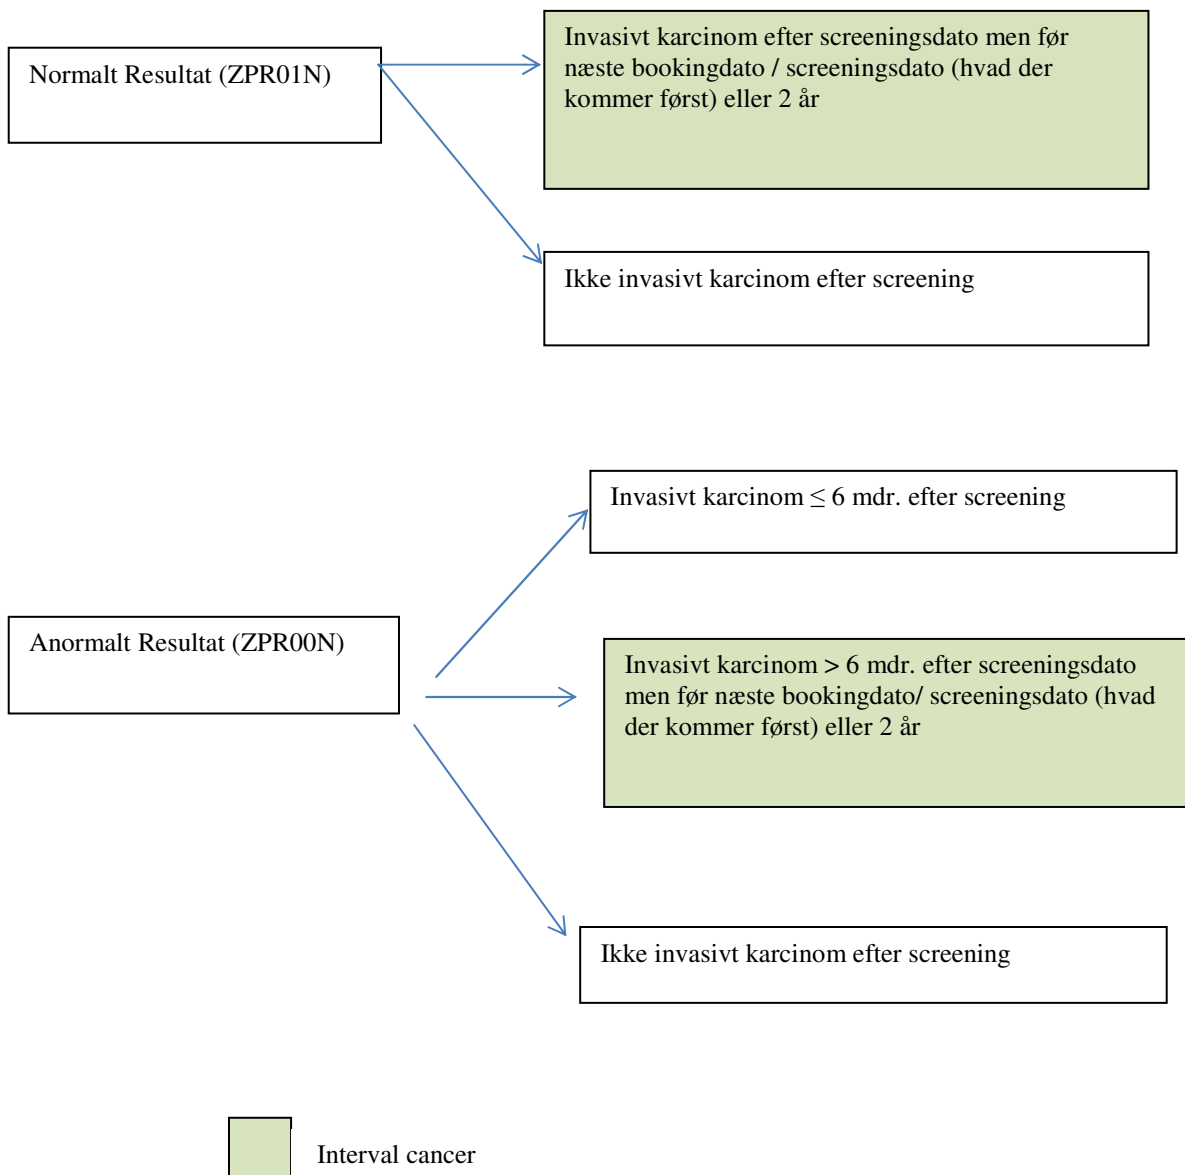 Normalt Resultat (ZPR01N)
Invasivt karcinom efter screeningsdato men før
næste bookingdato / screeningsdato (hvad der
kommer først) eller 2 år
Ikke invasivt karcinom efter screening
Invasivt karcinom ≤ 6 mdr. efter screening
Anormalt Resultat (ZPR00N)
Invasivt karcinom > 6 mdr. efter screeningsdato
men før næste bookingdato/ screeningsdato (hvad
der kommer først) eller 2 år
Ikke invasivt karcinom efter screening
Interval cancer